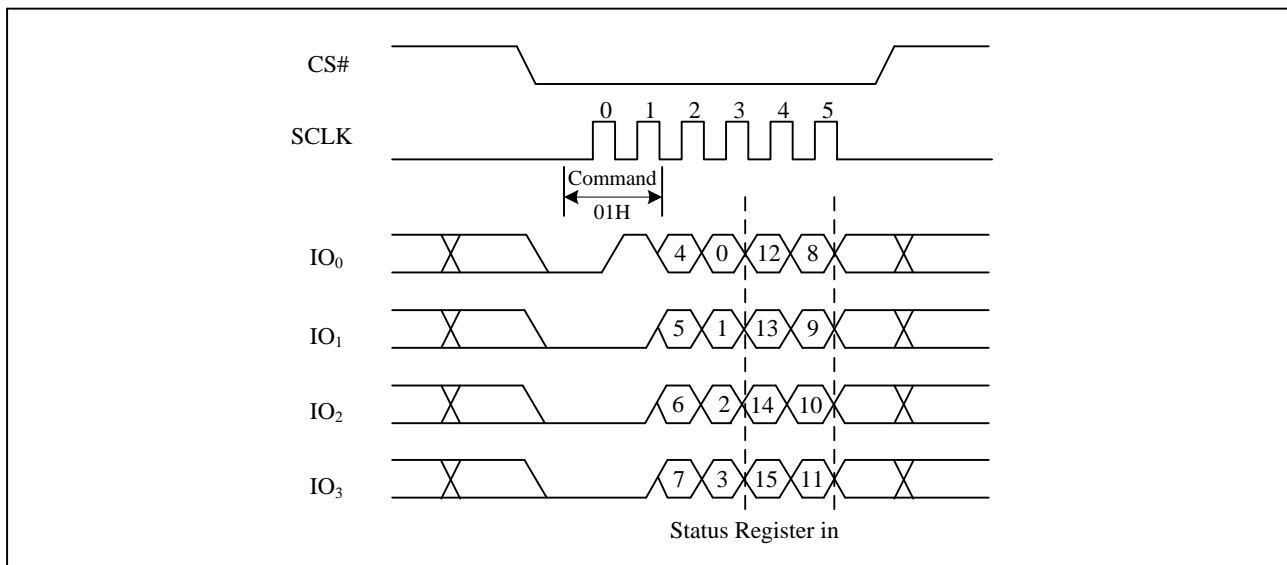 CS#
0 1 2 3 4 5
SCLK
Command
01H
IO0 4 0 12 8
IO1 5 1 13 9
IO2 6 2 14 10
IO3 7 3 15 11
Status Register in